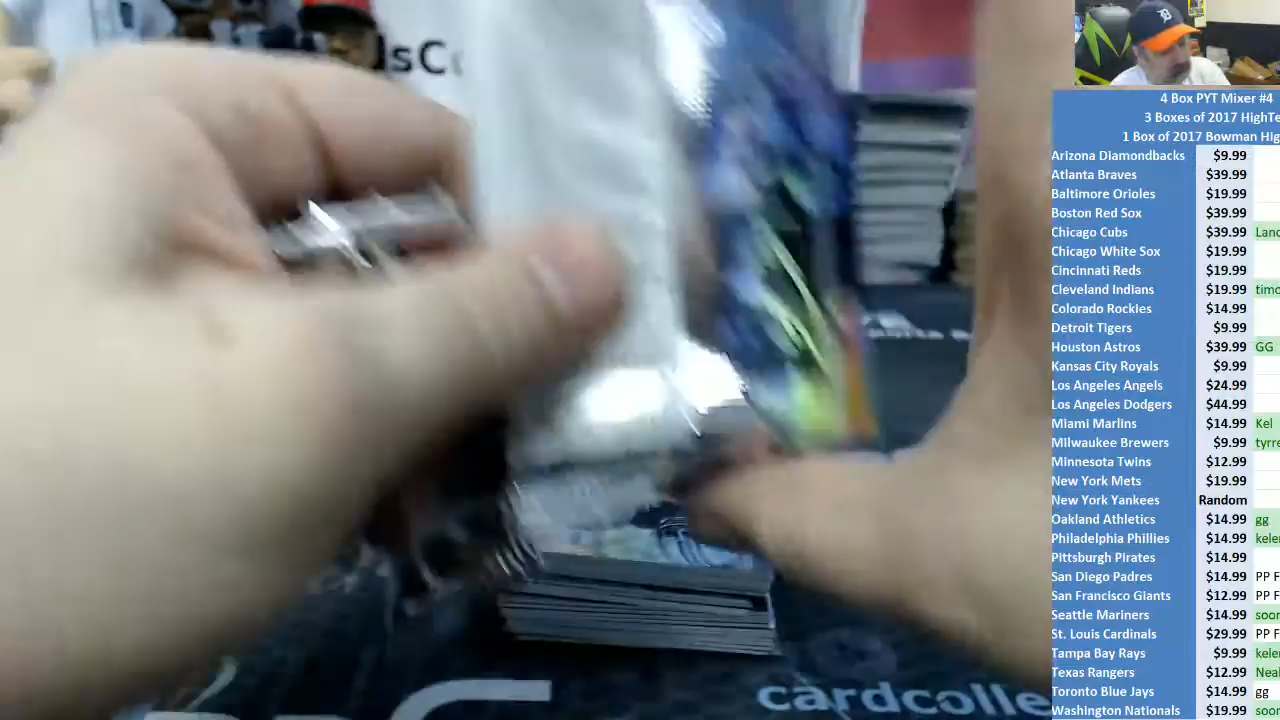 sC
4 Box PYT Mixer #4
3 Boxes of 2017 HighTe
1 Box of 2017 Bowman Hig
Arizona Diamondbacks $9.99
Atlanta Braves $39.99
Baltimore Orioles $19.99
Boston Red Sox $39.99
Chicago Cubs $39.99 Lanc
Chicago White Sox $19.99
Cincinnati Reds $19.99
Cleveland Indians $19.99 timo
Colorado Rockies $14.99
Detroit Tigers $9.99
Houston Astros $39.99 GG
Kansas City Royals $9.99
Los Angeles Angels $24.99
Los Angeles Dodgers $44.99
Miami Marlins $14.99 Kel
Milwaukee Brewers $9.99 tyrre
Minnesota Twins $12.99
New York Mets $19.99
New York Yankees Random
Oakland Athletics $14.99 gg
Philadelphia Phillies $14.99 keler
Pittsburgh Pirates $14.99
San Diego Padres $14.99 PP F
San Francisco Giants $12.99 PP F
Seattle Mariners $14.99 soor
St. Louis Cardinals $29.99 PP F
Tampa Bay Rays $9.99 keler
Texas Rangers $12.99 Neal
Toronto Blue Jays $14.99 gg
Washington Nationals $19.99 soor
cardcolle